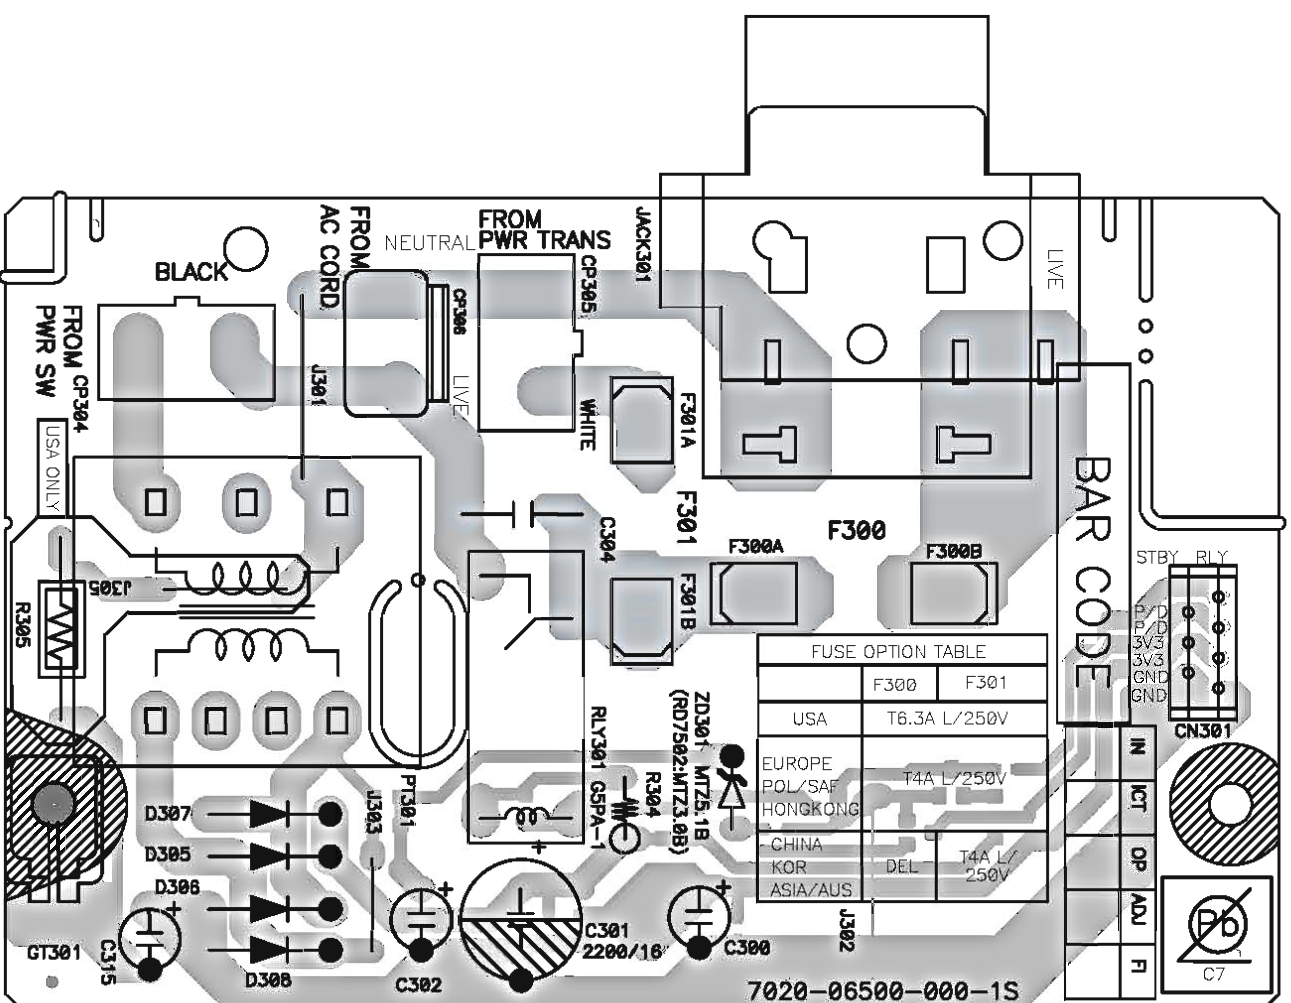 FROM
AC CORD
NEUTRAL
FROM
PWR TRANS
JACK301
LIVE
BLACK
CP305
CP306
FROM
PWR SW
CP304
J301
LIVE
WHITE
F301A
USA ONLY
BAR CODE
F301
C304
F300
F300A
F300B
STBY RLY
J305
R305
F301B
P/D
P/D
3V3
3V3
GND
GND
CN301
FUSE OPTION TABLE
F300 F301
USA T6.3A L/250V
EUROPE
POL/SAF
HONGKONG
T4A L/250V
CHINA
KOR
ASIA/AUS
DEL
T4A L/
250V
RLY301 G5PA-1
R304
ZD301 MTZ5.1B
(RD7502:MTZ3.0B)
PT301
J303
D307
D305
D306
D308
IN
ICT
OP
ADJ
FI
GT301
C315
+
C302
+
C301
2200/16
+
C300
+
J302
Pb
C7
7020-06500-000-1S